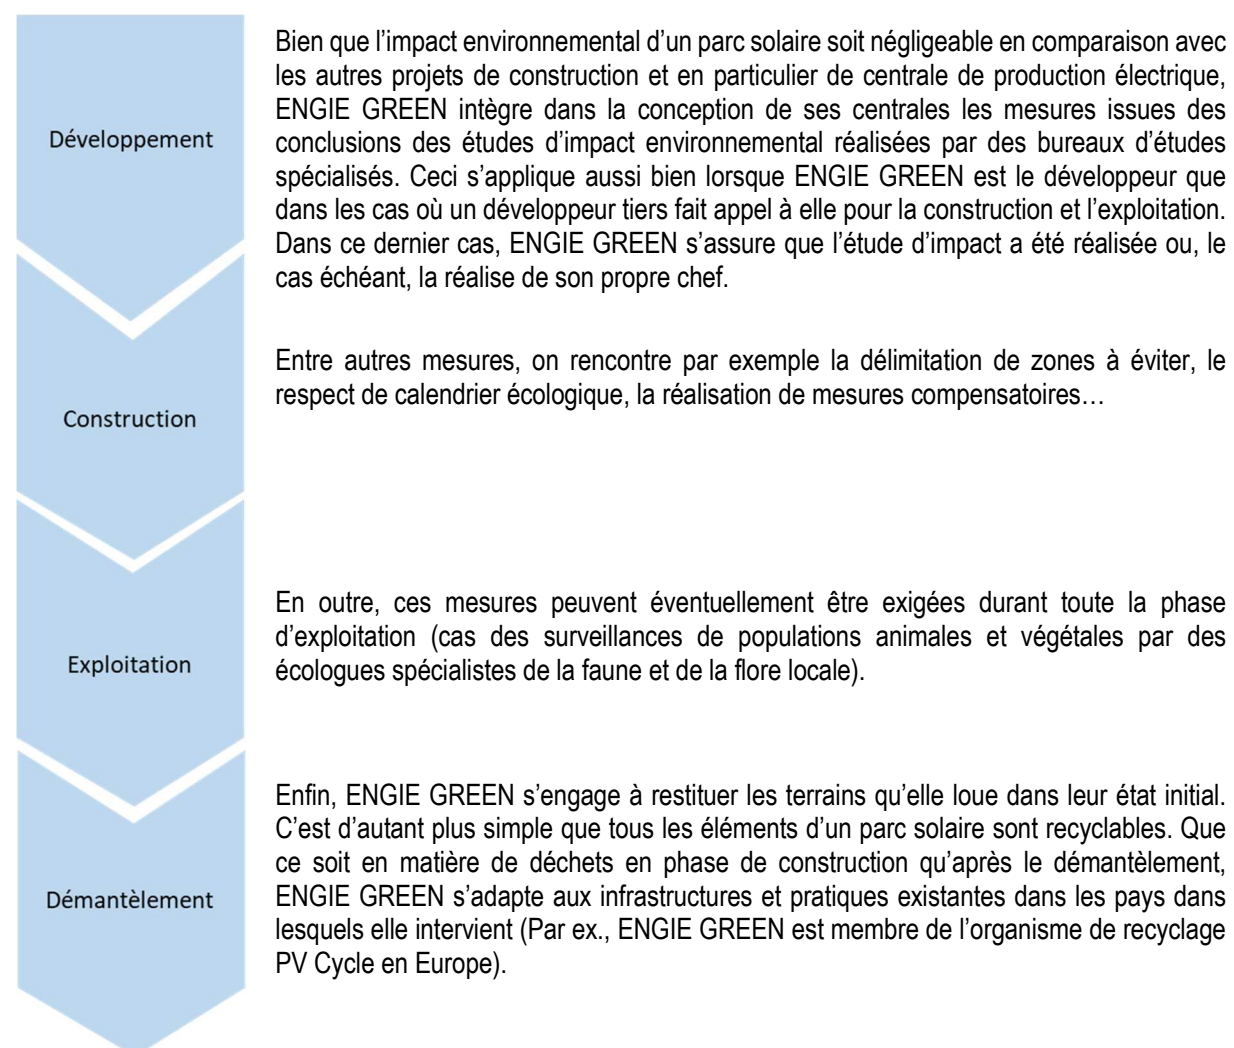 Développement
Bien que l’impact environnemental d’un parc solaire soit négligeable en comparaison avec
les autres projets de construction et en particulier de centrale de production électrique,
ENGIE GREEN intègre dans la conception de ses centrales les mesures issues des
conclusions des études d’impact environnemental réalisées par des bureaux d’études
spécialisés. Ceci s’applique aussi bien lorsque ENGIE GREEN est le développeur que
dans les cas où un développeur tiers fait appel à elle pour la construction et l’exploitation.
Dans ce dernier cas, ENGIE GREEN s’assure que l’étude d’impact a été réalisée ou, le
cas échéant, la réalise de son propre chef.
Construction
Entre autres mesures, on rencontre par exemple la délimitation de zones à éviter, le
respect de calendrier écologique, la réalisation de mesures compensatoires…
Exploitation
En outre, ces mesures peuvent éventuellement être exigées durant toute la phase
d’exploitation (cas des surveillances de populations animales et végétales par des
écologues spécialistes de la faune et de la flore locale).
Démantèlement
Enfin, ENGIE GREEN s’engage à restituer les terrains qu’elle loue dans leur état initial.
C’est d’autant plus simple que tous les éléments d’un parc solaire sont recyclables. Que
ce soit en matière de déchets en phase de construction qu’après le démantèlement,
ENGIE GREEN s’adapte aux infrastructures et pratiques existantes dans les pays dans
lesquels elle intervient (Par ex., ENGIE GREEN est membre de l’organisme de recyclage
PV Cycle en Europe).